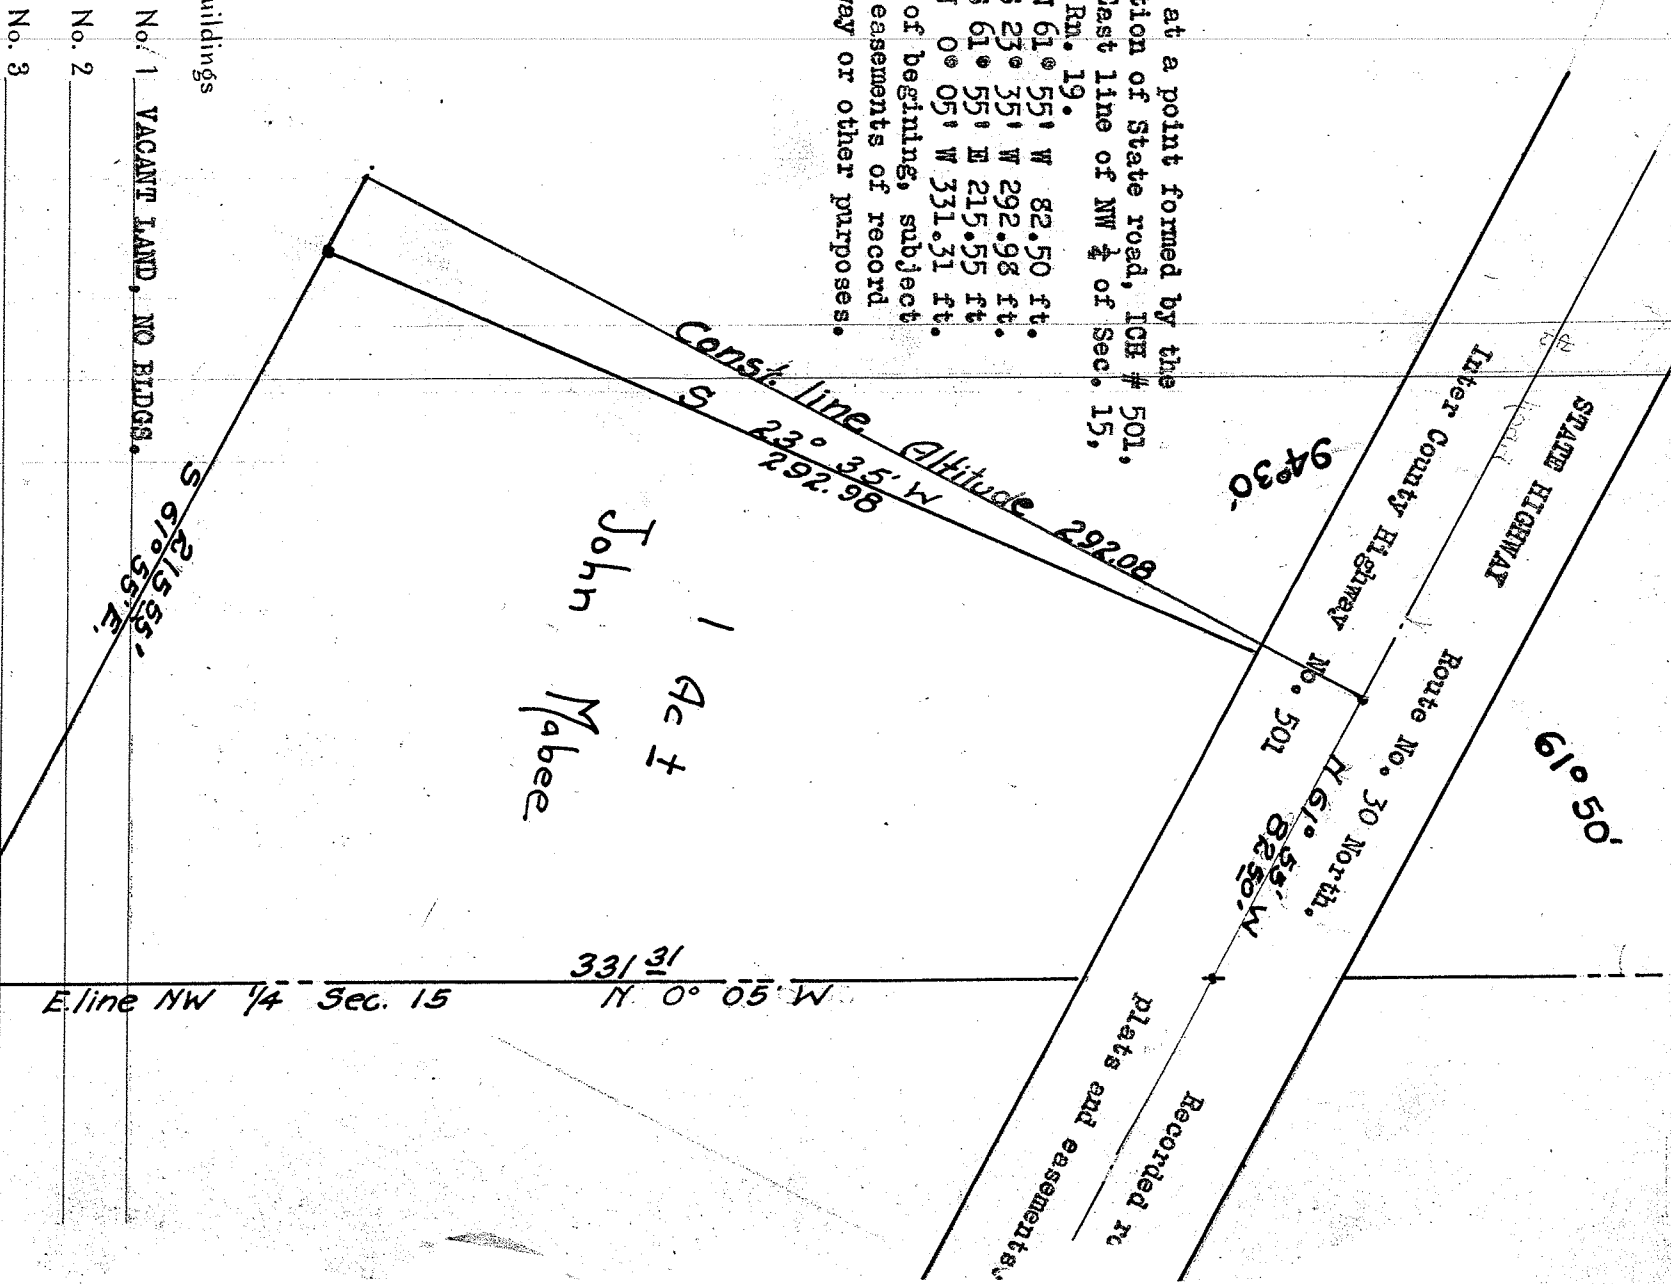 at a point formed by the
tion of State road, ICH # 501,
East line of NW ¼ of Sec. 15,
Rm. 19.
N 61° 55' W 82.50 ft.
S 23° 35' W 292.98 ft.
S 61° 55' E 215.55 ft
N 0° 05' W 331.31 ft.
of begining, subject
easements of record
way or other purposes.
uildings
No. 1 VACANT LAND, NO BLDGS.
No. 2
No. 3
STATE HIGHWAY
Route No. 30 North.
Inter County Highway
No. 501
Recorded ro
plats and easements.
61° 50'
94°30'
N 61° 55' W
82 50'
Const. line Altitude 292.08
S 23° 35' W
292.98
1 Ac ±
John Mabee
215 55'
S 61° 55' E.
331 31
E. line NW 1/4 Sec. 15 N 0° 05' W